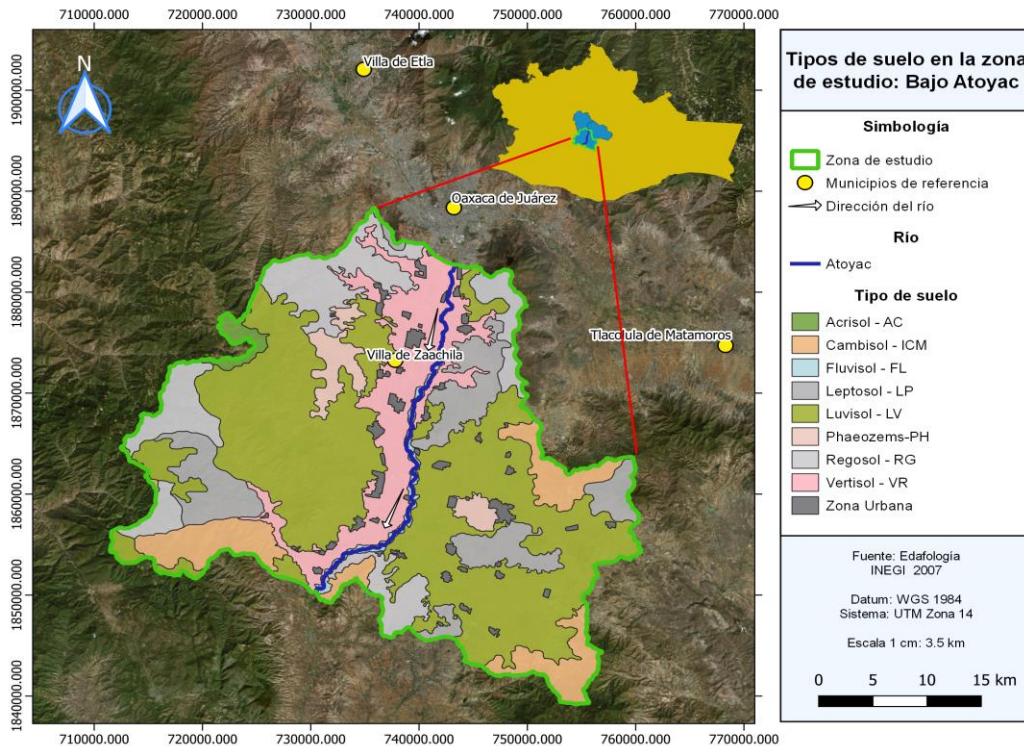 710000.000 720000.000 730000.000 740000.000 750000.000 760000.000 770000.000
1900000.000
1890000.000
1880000.000
1870000.000
1860000.000
1850000.000
1840000.000
N
Villa de Etla
Oaxaca de Juárez
Tlacolula de Matamoros
Villa de Zaachila
710000.000 720000.000 730000.000 740000.000 750000.000 760000.000 770000.000
Tipos de suelo en la zona
de estudio: Bajo Atoyac
Simbología
Zona de estudio
Municipios de referencia
Dirección del río
Río
Atoyac
Tipo de suelo
Acrisol - AC
Cambisol - ICM
Fluvisol - FL
Leptosol - LP
Luvisol - LV
Phaeozems-PH
Regosol - RG
Vertisol - VR
Zona Urbana
Fuente: Edafología
INEGI 2007
Datum: WGS 1984
Sistema: UTM Zona 14
Escala 1 cm: 3.5 km
0 5 10 15 km